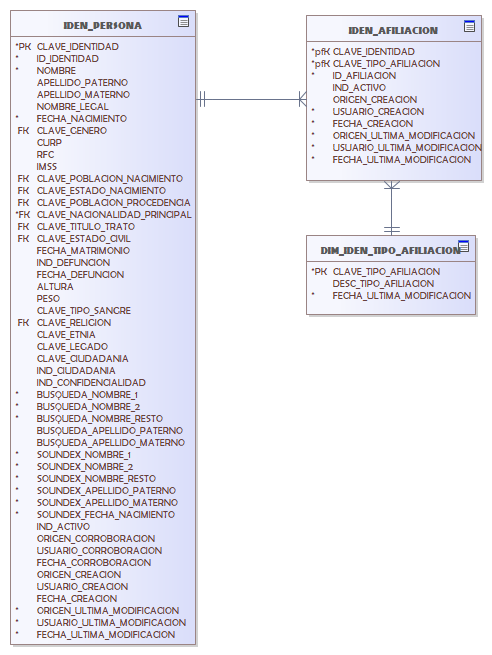 IDEN_PERSONA
*PK CLAVE_IDENTIDAD
* ID_IDENTIDAD
* NOMBRE
APELLIDO_PATERNO
APELLIDO_MATERNO
NOMBRE_LEGAL
* FECHA_NACIMIENTO
FK CLAVE_GENERO
CURP
RFC
IMSS
FK CLAVE_POBLACION_NACIMIENTO
FK CLAVE_ESTADO_NACIMIENTO
FK CLAVE_POBLACION_PROCEDENCIA
*FK CLAVE_NACIONALIDAD_PRINCIPAL
FK CLAVE_TITULO_TRATO
FK CLAVE_ESTADO_CIVIL
FECHA_MATRIMONIO
IND_DEFUNCION
FECHA_DEFUNCION
ALTURA
PESO
CLAVE_TIPO_SANGRE
FK CLAVE_RELIGION
CLAVE_ETNIA
CLAVE_LEGADO
CLAVE_CIUDADANIA
IND_CIUDADANIA
IND_CONFIDENCIALIDAD
* BUSQUEDA_NOMBRE_1
* BUSQUEDA_NOMBRE_2
* BUSQUEDA_NOMBRE_RESTO
BUSQUEDA_APELLIDO_PATERNO
BUSQUEDA_APELLIDO_MATERNO
* SOUNDEX_NOMBRE_1
* SOUNDEX_NOMBRE_2
* SOUNDEX_NOMBRE_RESTO
* SOUNDEX_APELLIDO_PATERNO
* SOUNDEX_APELLIDO_MATERNO
* SOUNDEX_FECHA_NACIMIENTO
IND_ACTIVO
ORIGEN_CORROBORACION
USUARIO_CORROBORACION
FECHA_CORROBORACION
ORIGEN_CREACION
USUARIO_CREACION
FECHA_CREACION
* ORIGEN_ULTIMA_MODIFICACION
* USUARIO_ULTIMA_MODIFICACION
* FECHA_ULTIMA_MODIFICACION
IDEN_AFILIACION
*pfK CLAVE_IDENTIDAD
*pfK CLAVE_TIPO_AFILIACION
* ID_AFILIACION
IND_ACTIVO
ORIGEN_CREACION
* USUARIO_CREACION
* FECHA_CREACION
* ORIGEN_ULTIMA_MODIFICACION
* USUARIO_ULTIMA_MODIFICACION
* FECHA_ULTIMA_MODIFICACION
DIM_IDEN_TIPO_AFILIACION
*PK CLAVE_TIPO_AFILIACION
DESC_TIPO_AFILIACION
* FECHA_ULTIMA_MODIFICACION